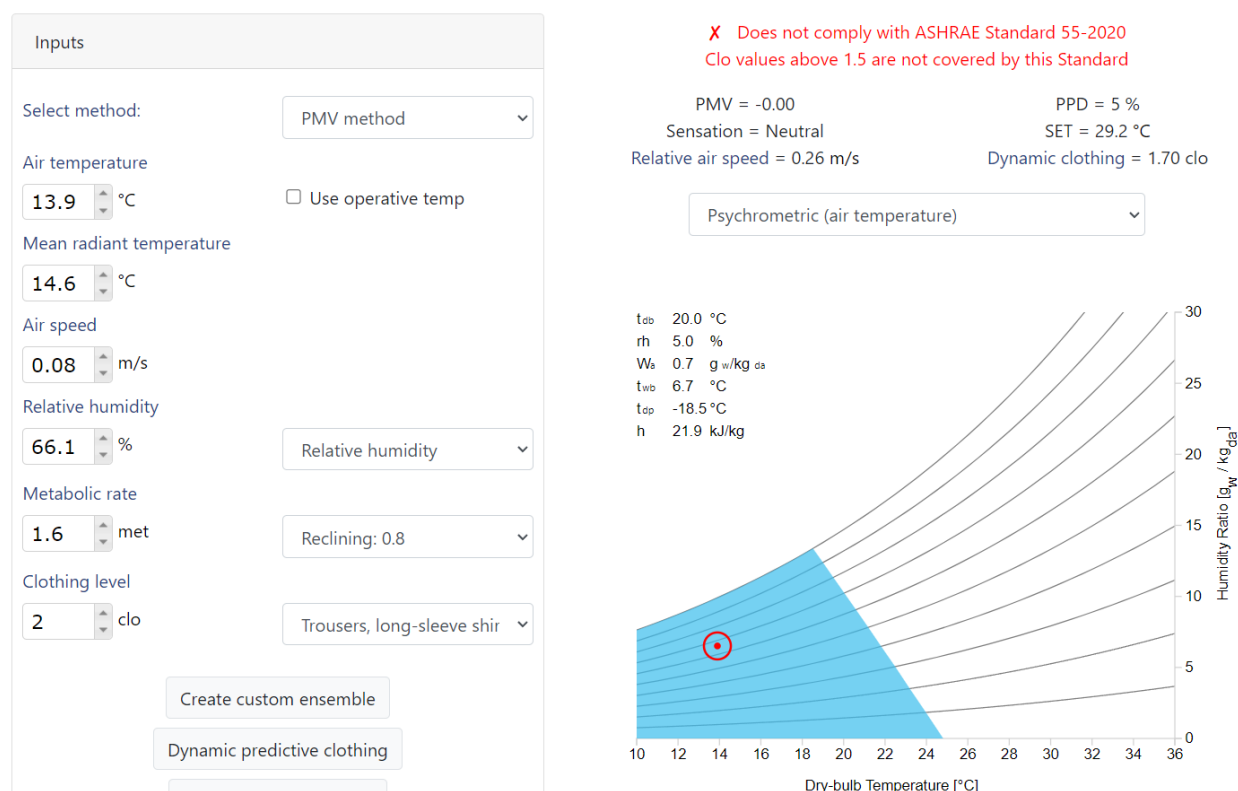 Inputs
Select method:
PMV method
Air temperature
13.9 °C
Use operative temp
Mean radiant temperature
14.6 °C
Air speed
0.08 m/s
Relative humidity
66.1 %
Relative humidity
Metabolic rate
1.6 met
Reclining: 0.8
Clothing level
2 clo
Trousers, long-sleeve shir
Create custom ensemble
Dynamic predictive clothing
✗ Does not comply with ASHRAE Standard 55-2020
Clo values above 1.5 are not covered by this Standard
PMV = -0.00
PPD = 5 %
Sensation = Neutral
SET = 29.2 °C
Relative air speed = 0.26 m/s
Dynamic clothing = 1.70 clo
Psychrometric (air temperature)
tdb 20.0 °C
rh 5.0 %
Wa 0.7 g w/kg da
twb 6.7 °C
tdp -18.5 °C
h 21.9 kJ/kg
30
25
20
15
10
5
0
Humidity Ratio [gw / kgda]
10 12 14 16 18 20 22 24 26 28 30 32 34 36
Dry-bulb Temperature [°C]